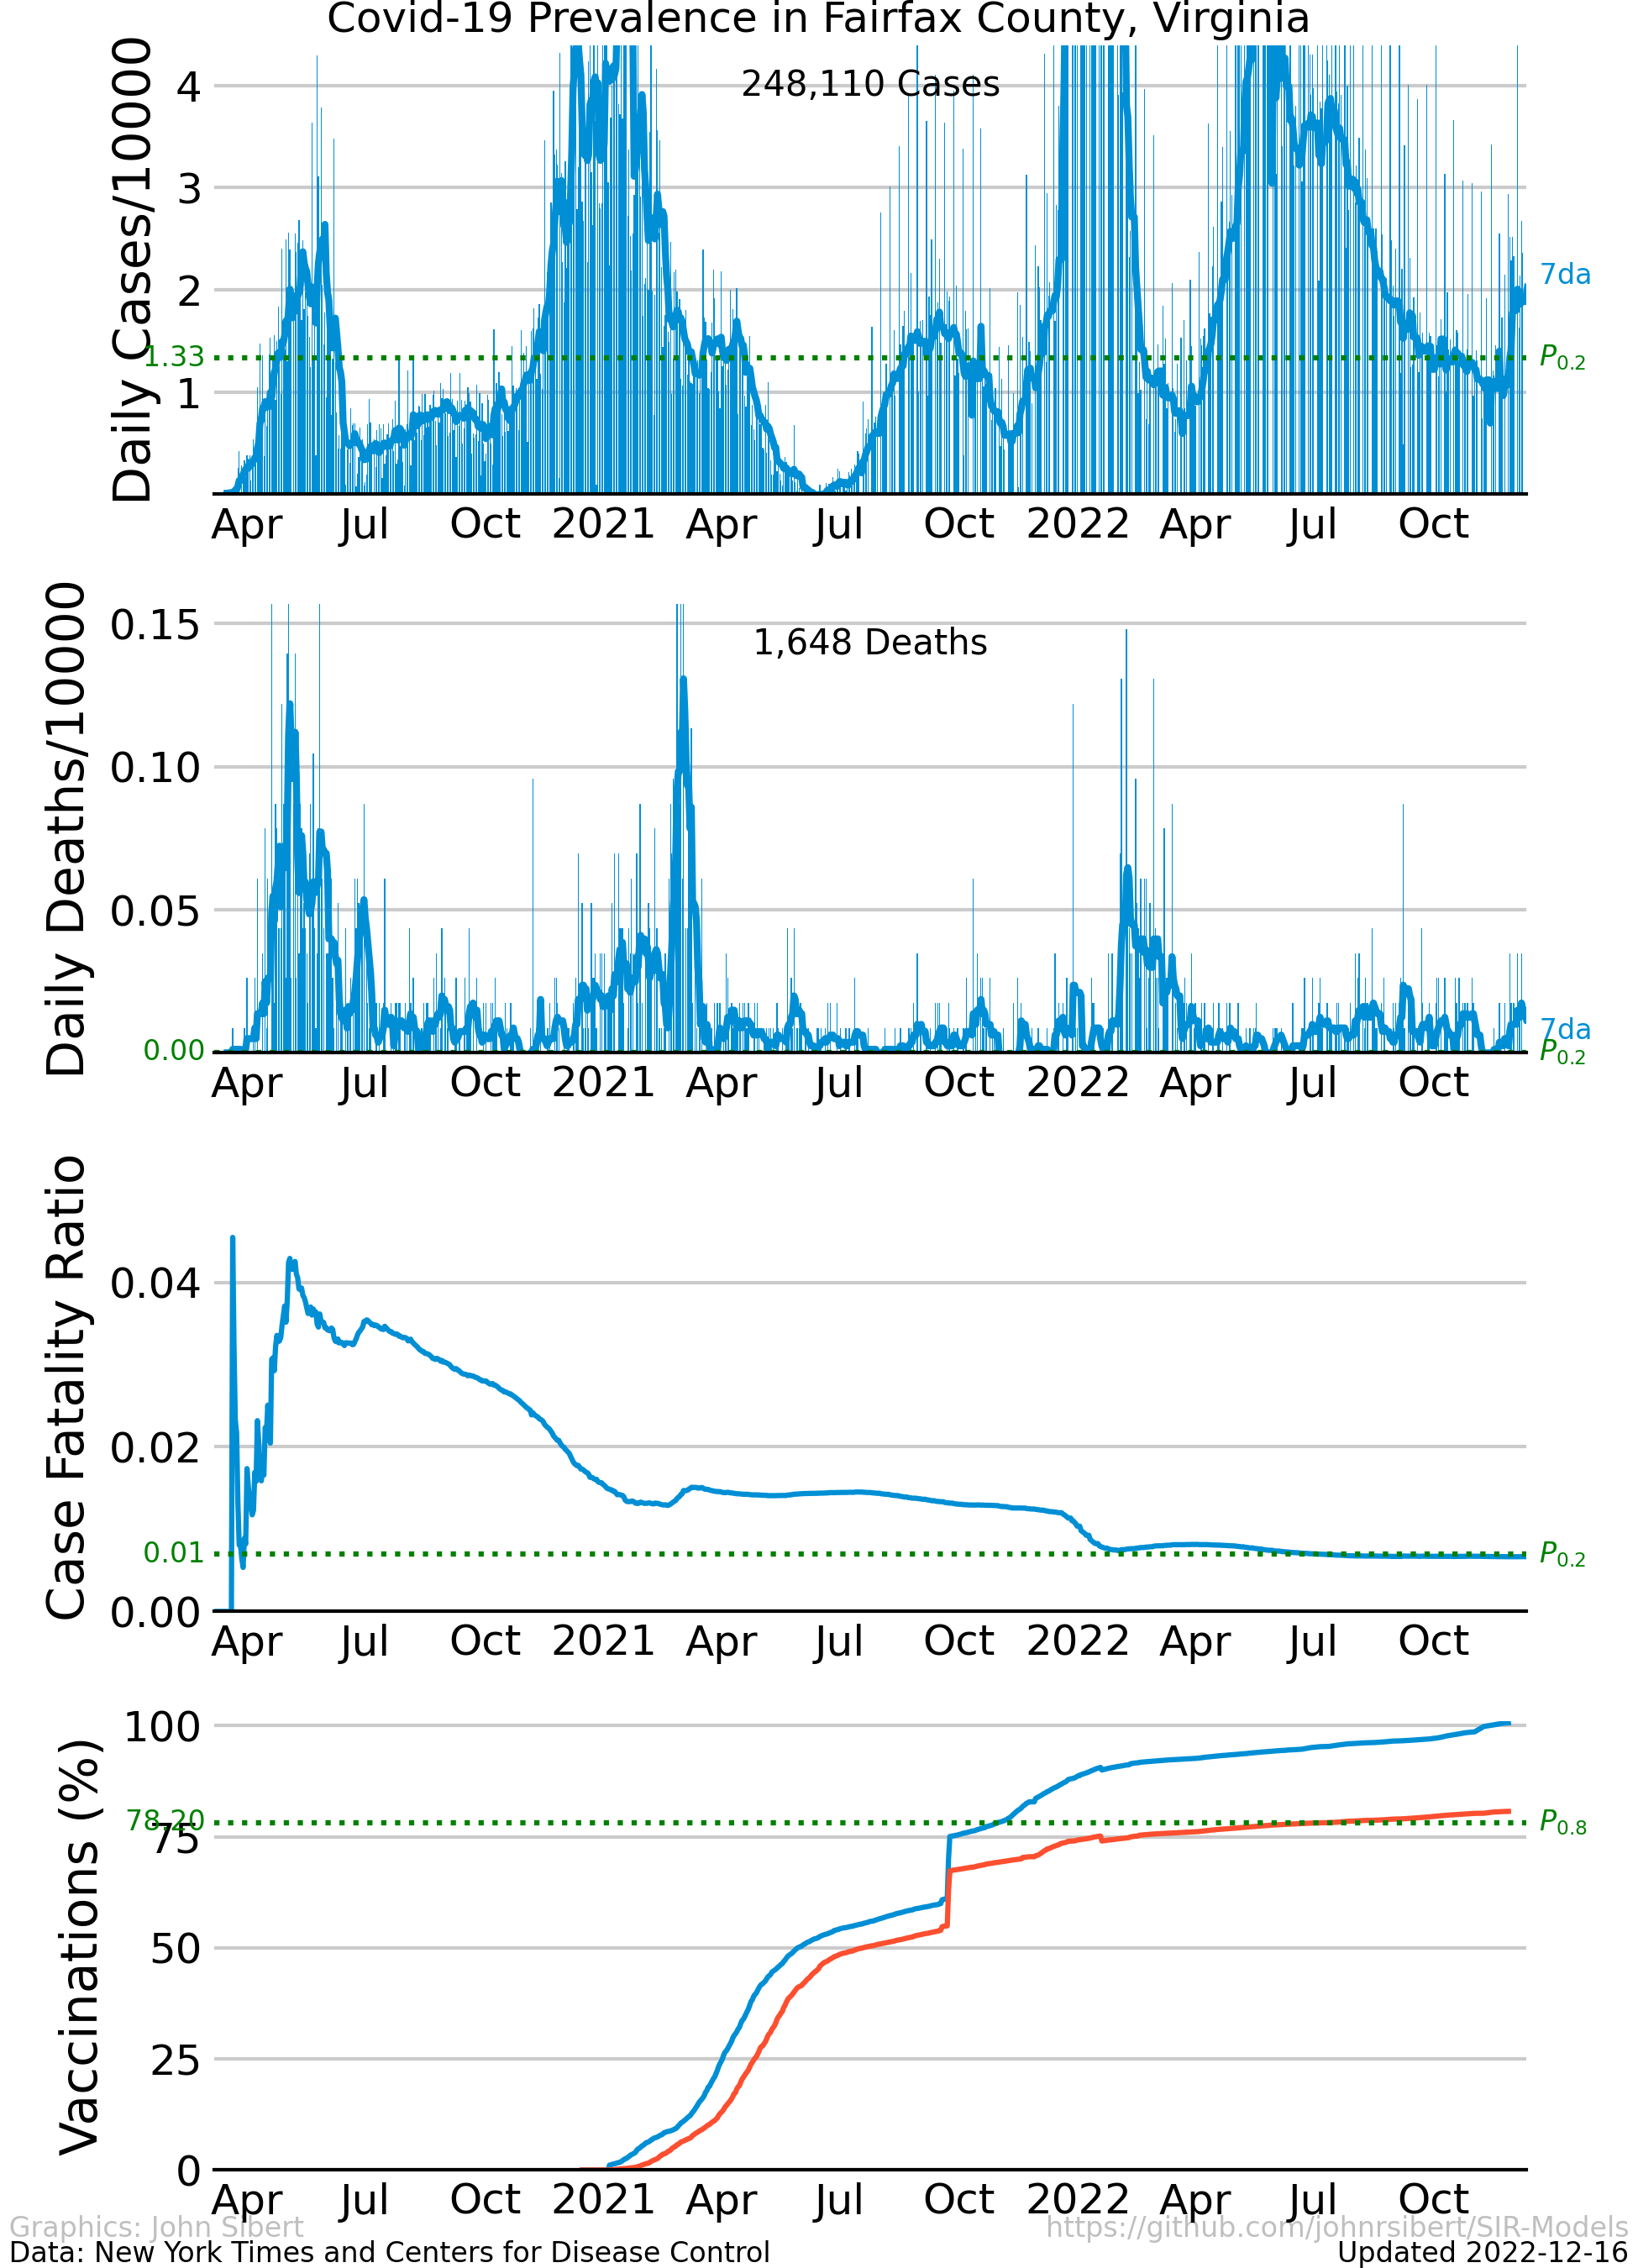 Covid-19 Prevalence in Fairfax County, Virginia
Daily Cases/10000
248,110 Cases
4
3
2
1
1.33
7da
P0.2
Apr Jul Oct 2021 Apr Jul Oct 2022 Apr Jul Oct
Daily Deaths/10000
1,648 Deaths
0.15
0.10
0.05
0.00
7da
P0.2
Apr Jul Oct 2021 Apr Jul Oct 2022 Apr Jul Oct
Case Fatality Ratio
0.04
0.02
0.01
0.00
P0.2
Apr Jul Oct 2021 Apr Jul Oct 2022 Apr Jul Oct
Vaccinations (%)
100
78.20
75
50
25
0
P0.8
Apr Jul Oct 2021 Apr Jul Oct 2022 Apr Jul Oct
Graphics: John Sibert
https://github.com/johnrsibert/SIR-Models
Data: New York Times and Centers for Disease Control
Updated 2022-12-16